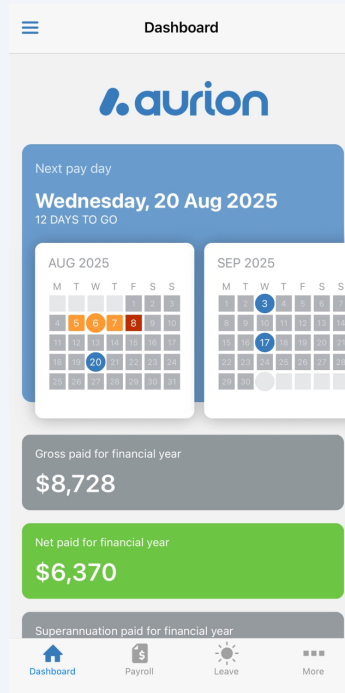 Dashboard
aurion
Next pay day
Wednesday, 20 Aug 2025
12 DAYS TO GO
AUG 2025
M T W T F S S
1 2 3
4 5 6 7 8 9 10
11 12 13 14 15 16 17
18 19 20 21 22 23 24
25 26 27 28 29 30 31
SEP 2025
M T W T F S S
1 2 3 4 5 6 7
8 9 10 11 12 13 14
15 16 17 18 19 20 21
22 23 24 25 26 27 28
29 30
Gross paid for financial year
$8,728
Net paid for financial year
$6,370
Superannuation paid for financial year
Dashboard
Payroll
Leave
More